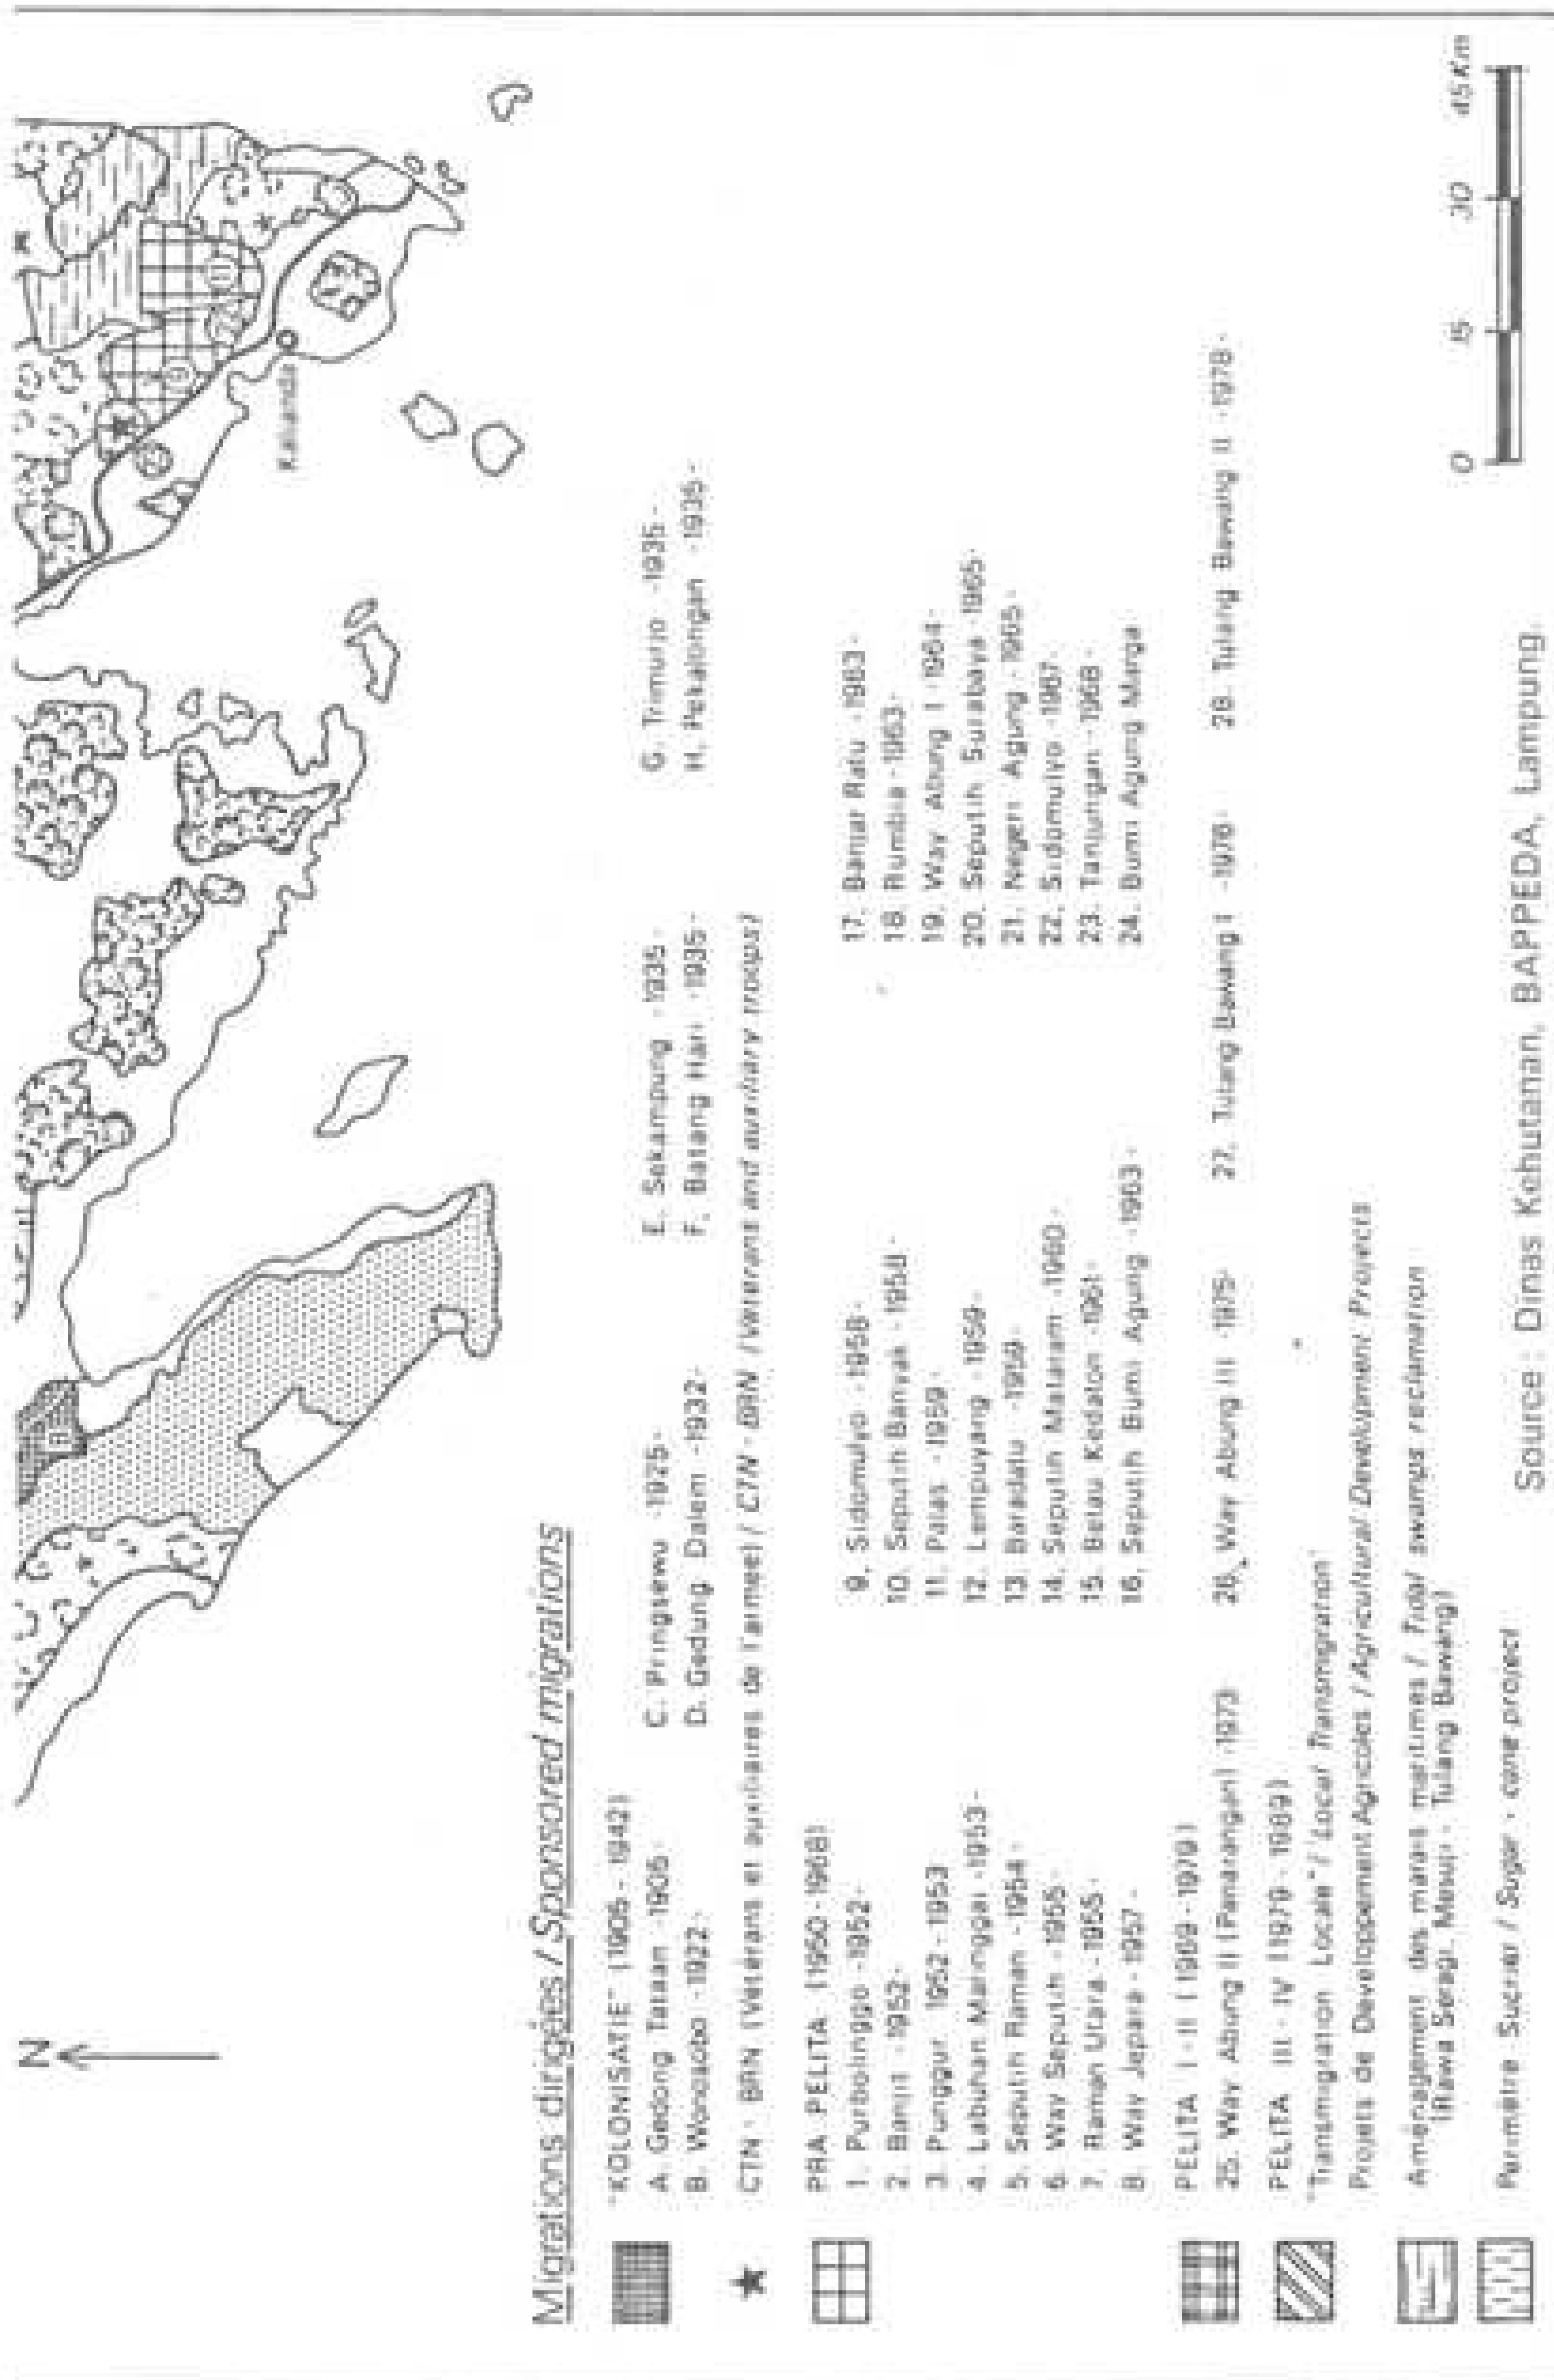 Kalianda
N
Migrations dirigées / Sponsored migrations
"KOLONISATIE" (1905 - 1942)
A. Gedong Tataan -1905-
B. Wonosobo -1922-
C. Pringsewu -1925-
D. Gedung Dalem -1932-
E. Sekampung -1935-
F. Batang Hari -1935-
G. Trimurjo -1935-
H. Pekalongan -1935-
CTN - BRN (Vétérans et auxiliaires de l'armée) / CTN - BRN (Veterans and auxiliary troops)
PRA PELITA (1950 - 1968)
1. Purbolinggo -1952-
2. Banjit -1952-
3. Punggur 1952 - 1953
4. Labuhan Maringgai -1953-
5. Seputih Raman -1954-
6. Way Seputih -1955-
7. Raman Utara -1955-
8. Way Jepara -1957-
9. Sidomulyo -1958-
10. Seputih Banyak -1958-
11. Palas -1959-
12. Lempuyang -1959-
13. Baradatu -1959-
14. Seputih Mataram -1960-
15. Belau Kedaton -1961-
16. Seputih Bumi Agung -1963-
17. Banjar Ratu -1963-
18. Rumbia -1963-
19. Way Abung I -1964-
20. Seputih Surabaya -1965-
21. Negeri Agung -1965-
22. Sidomulyo -1967-
23. Tanjungan -1968-
24. Bumi Agung Marga
PELITA I - II (1969 - 1979)
25. Way Abung II (Panarangan) -1973
26. Way Abung III -1975-
27. Tulang Bawang I -1976-
28. Tulang Bawang II -1978-
PELITA III - IV (1979 - 1989)
"Transmigration Locale" / "Local Transmigration"
Projets de Développement Agricoles / Agricultural Development Projects
Aménagement des marais maritimes / Tidal swamps reclamation
(Rawa Seragi, Mesuji - Tulang Bawang)
Périmètre Sucrier / Sugar - cane project
0 15 30 45 Km
Source : Dinas Kehutanan, BAPPEDA, Lampung.